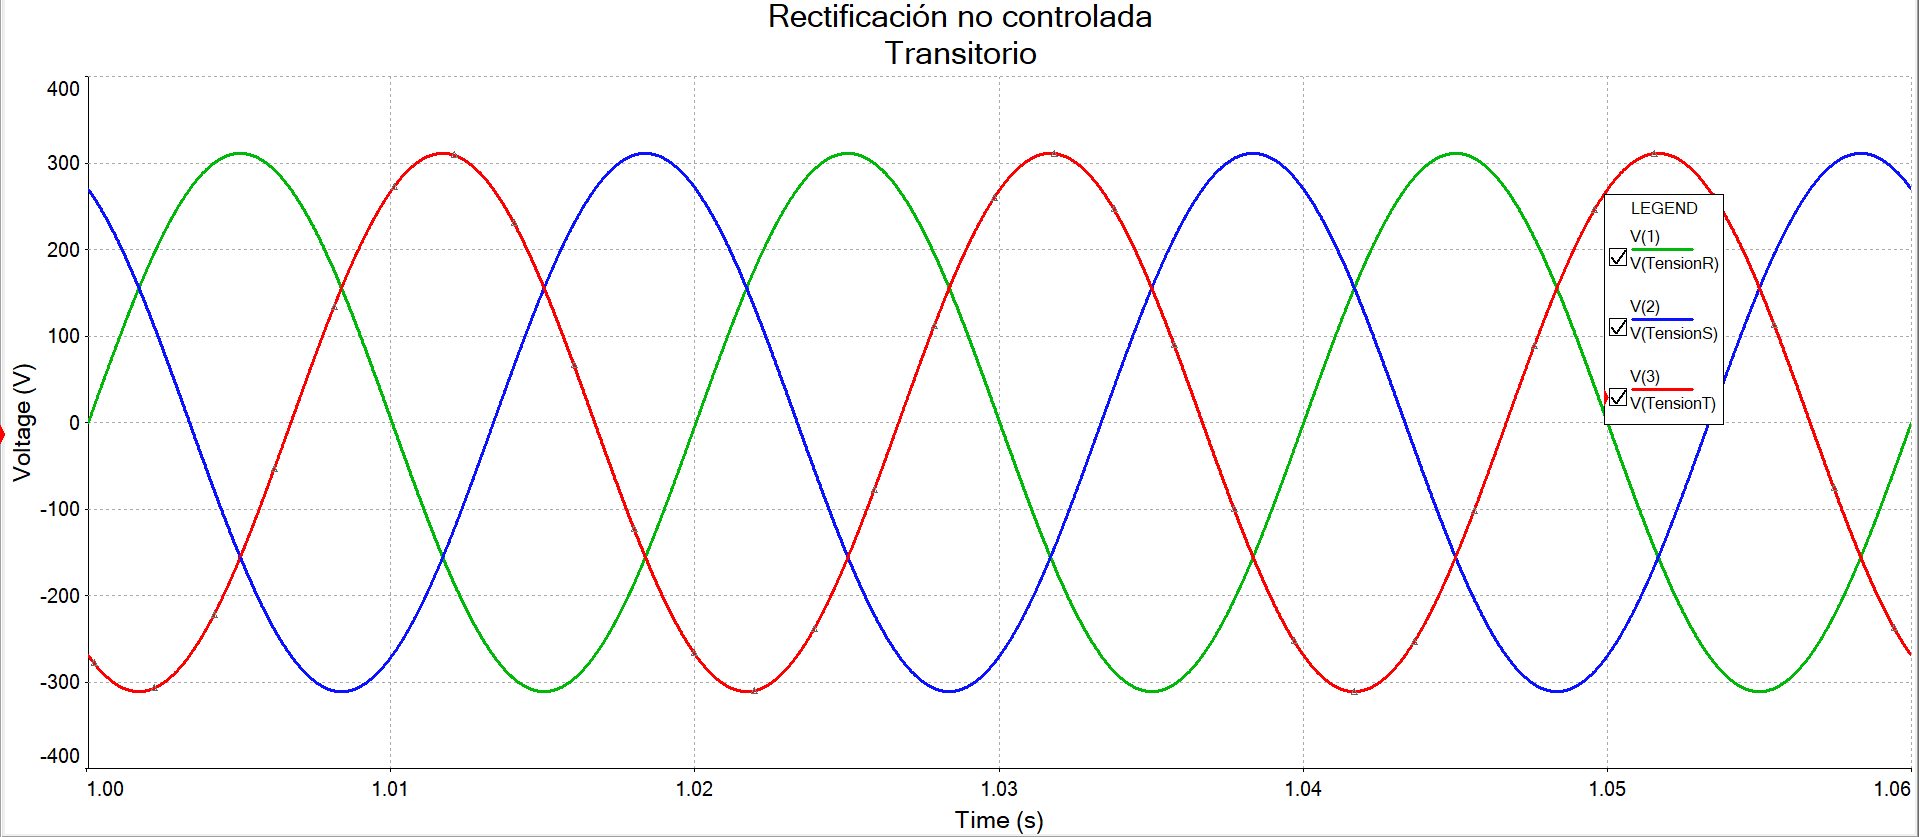 Rectificación no controlada
Transitorio
400
300
200
100
0
-100
-200
-300
-400
Voltage (V)
LEGEND
V(1)
V(TensionR)
V(2)
V(TensionS)
V(3)
V(TensionT)
1.00 1.01 1.02 1.03 1.04 1.05 1.06
Time (s)